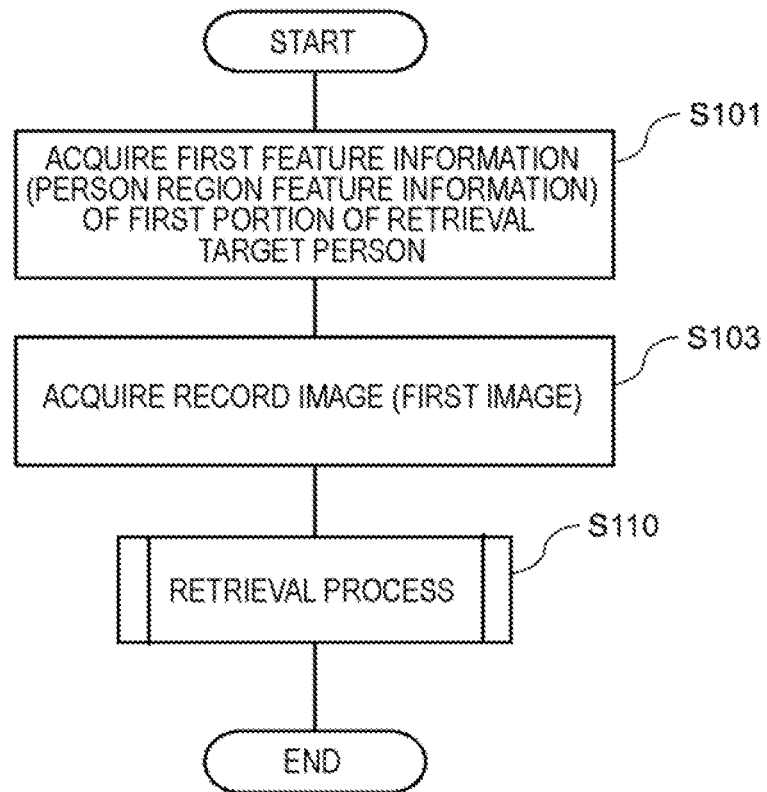 START
S101
ACQUIRE FIRST FEATURE INFORMATION
(PERSON REGION FEATURE INFORMATION)
OF FIRST PORTION OF RETRIEVAL
TARGET PERSON
S103
ACQUIRE RECORD IMAGE (FIRST IMAGE)
S110
RETRIEVAL PROCESS
END